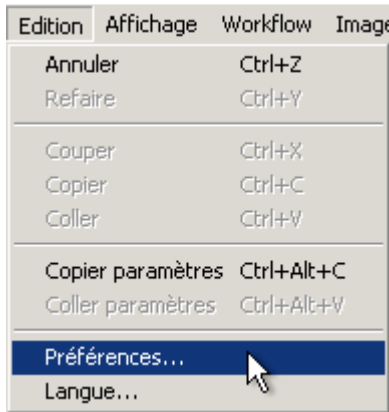 Edition Affichage Workflow
Annuler Ctrl+Z
Refaire Ctrl+Y
Couper Ctrl+X
Copier Ctrl+C
Coller Ctrl+V
Copier paramètres Ctrl+Alt+C
Coller paramètres Ctrl+Alt+V
Préférences...
Langue...